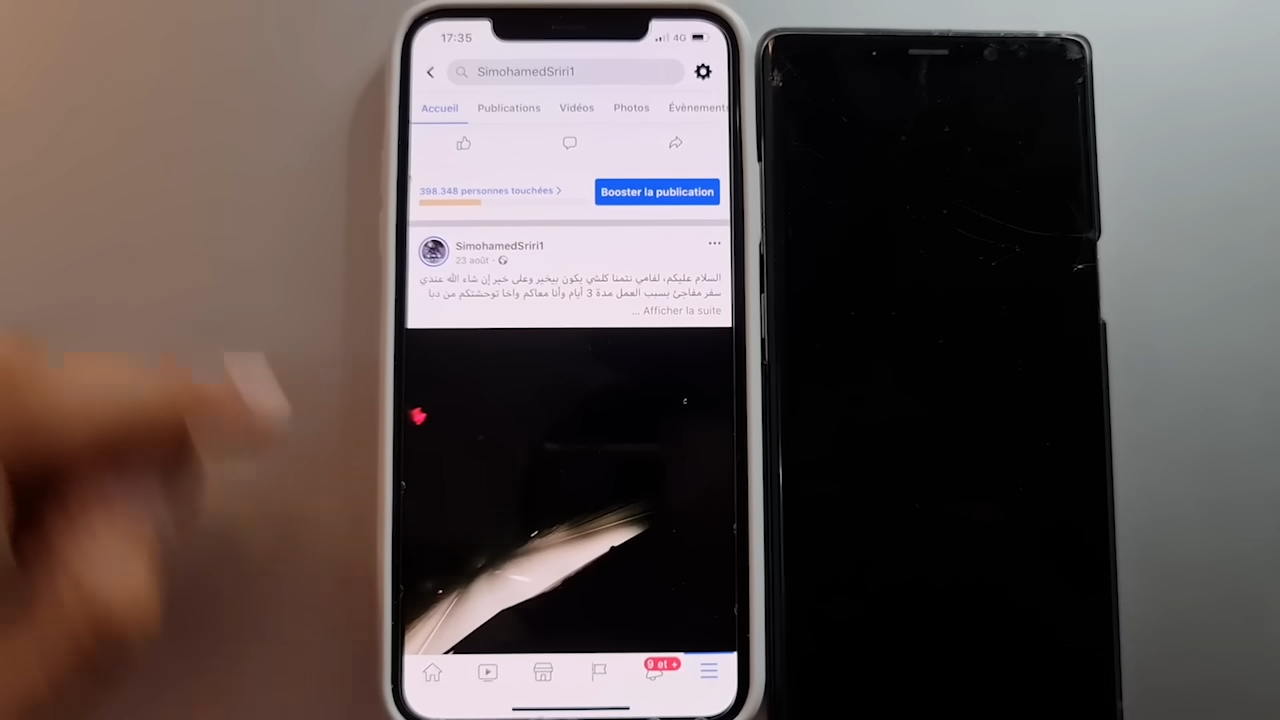 17:35
4G
SimohamedSriri1
Accueil Publications Vidéos Photos Évènements
398.348 personnes touchées >
Booster la publication
SimohamedSriri1
23 août ·
السلام عليكم، لفامي نتمنا كلشي يكون بيخير وعلى خير إن شاء الله عندي
سفر مفاجئ بسبب العمل مدة 3 أيام وأنا معاكم واخا توحشتكم من دبا
... Afficher la suite
9 et +